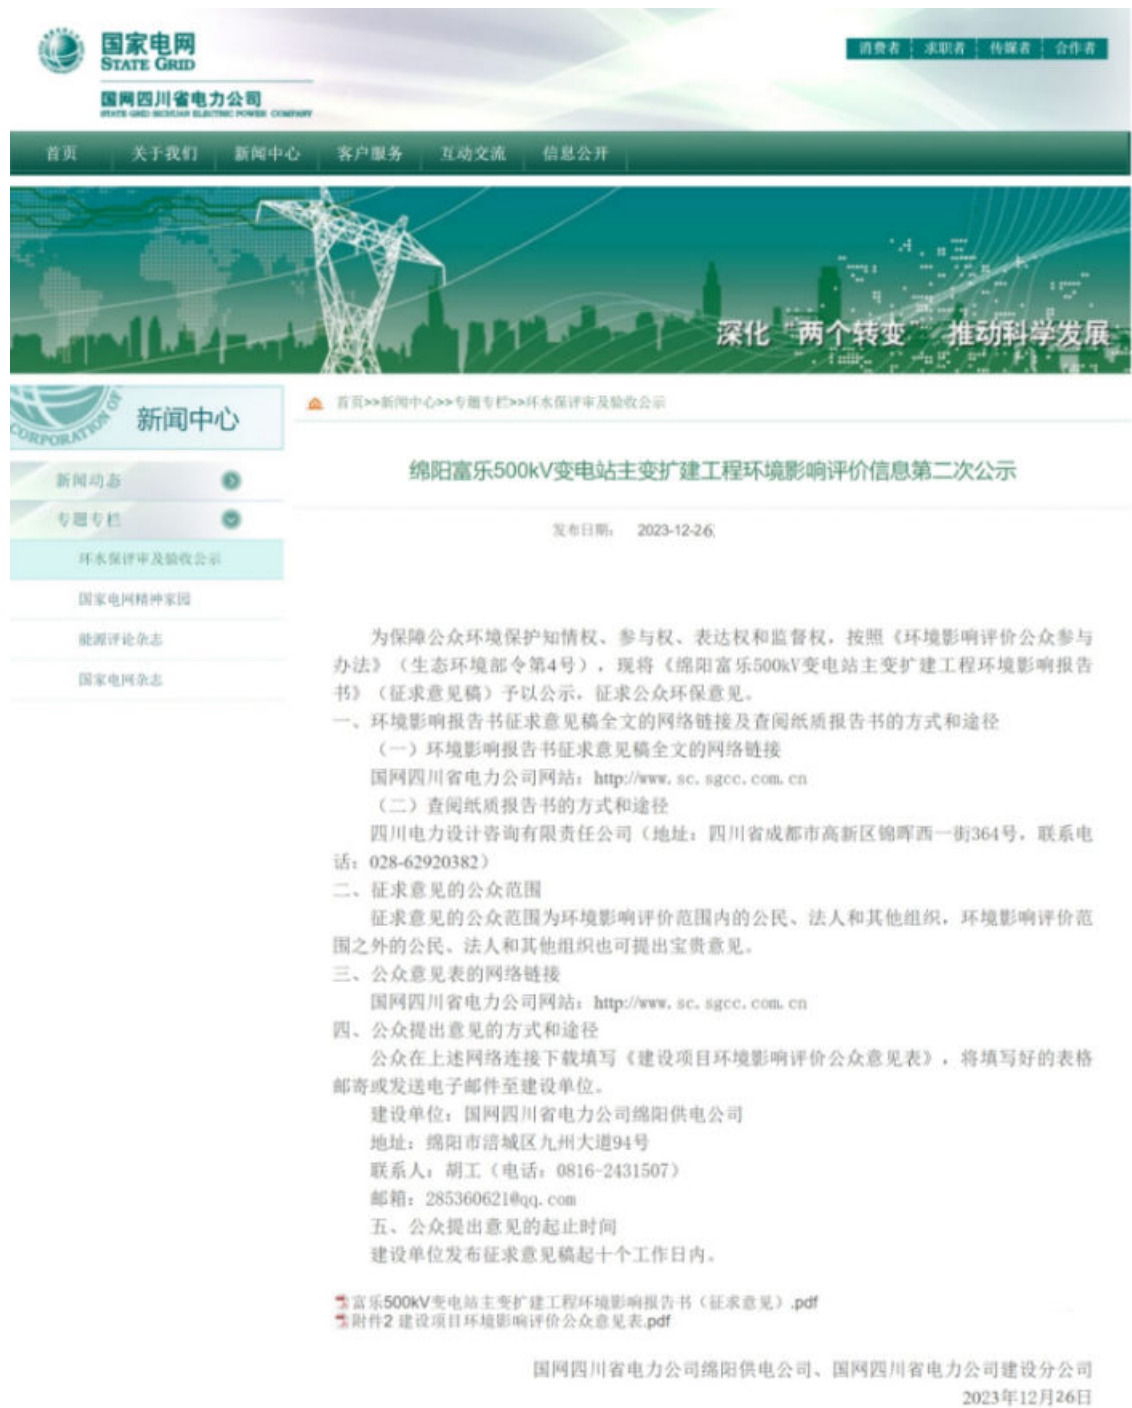 国家电网
STATE GRID
国网四川省电力公司
STATE GRID SICHUAN ELECTRIC POWER COMPANY
消费者 求职者 传媒者 合作者
首页 关于我们 新闻中心 客户服务 互动交流 信息公开
深化“两个转变” 推动科学发展
CORPORATION OF
新闻中心
首页>>新闻中心>>专题专栏>>环水保评审及验收公示
新闻动态
专题专栏
环水保评审及验收公示
国家电网精神家园
能源评论杂志
国家电网杂志
绵阳富乐500kV变电站主变扩建工程环境影响评价信息第二次公示
发布日期： 2023-12-26
为保障公众环境保护知情权、参与权、表达权和监督权，按照《环境影响评价公众参与
办法》（生态环境部令第4号），现将《绵阳富乐500kV变电站主变扩建工程环境影响报告
书》（征求意见稿）予以公示，征求公众环保意见。
一、环境影响报告书征求意见稿全文的网络链接及查阅纸质报告书的方式和途径
（一）环境影响报告书征求意见稿全文的网络链接
国网四川省电力公司网站：http://www.sc.sgcc.com.cn
（二）查阅纸质报告书的方式和途径
四川电力设计咨询有限责任公司（地址：四川省成都市高新区锦晖西一街364号，联系电
话：028-62920382）
二、征求意见的公众范围
征求意见的公众范围为环境影响评价范围内的公民、法人和其他组织，环境影响评价范
围之外的公民、法人和其他组织也可提出宝贵意见。
三、公众意见表的网络链接
国网四川省电力公司网站：http://www.sc.sgcc.com.cn
四、公众提出意见的方式和途径
公众在上述网络连接下载填写《建设项目环境影响评价公众意见表》，将填写好的表格
邮寄或发送电子邮件至建设单位。
建设单位：国网四川省电力公司绵阳供电公司
地址：绵阳市涪城区九州大道94号
联系人：胡工（电话：0816-2431507）
邮箱：285360621@qq.com
五、公众提出意见的起止时间
建设单位发布征求意见稿起十个工作日内。
富乐500kV变电站主变扩建工程环境影响报告书（征求意见）.pdf
附件2 建设项目环境影响评价公众意见表.pdf
国网四川省电力公司绵阳供电公司、国网四川省电力公司建设分公司
2023年12月26日